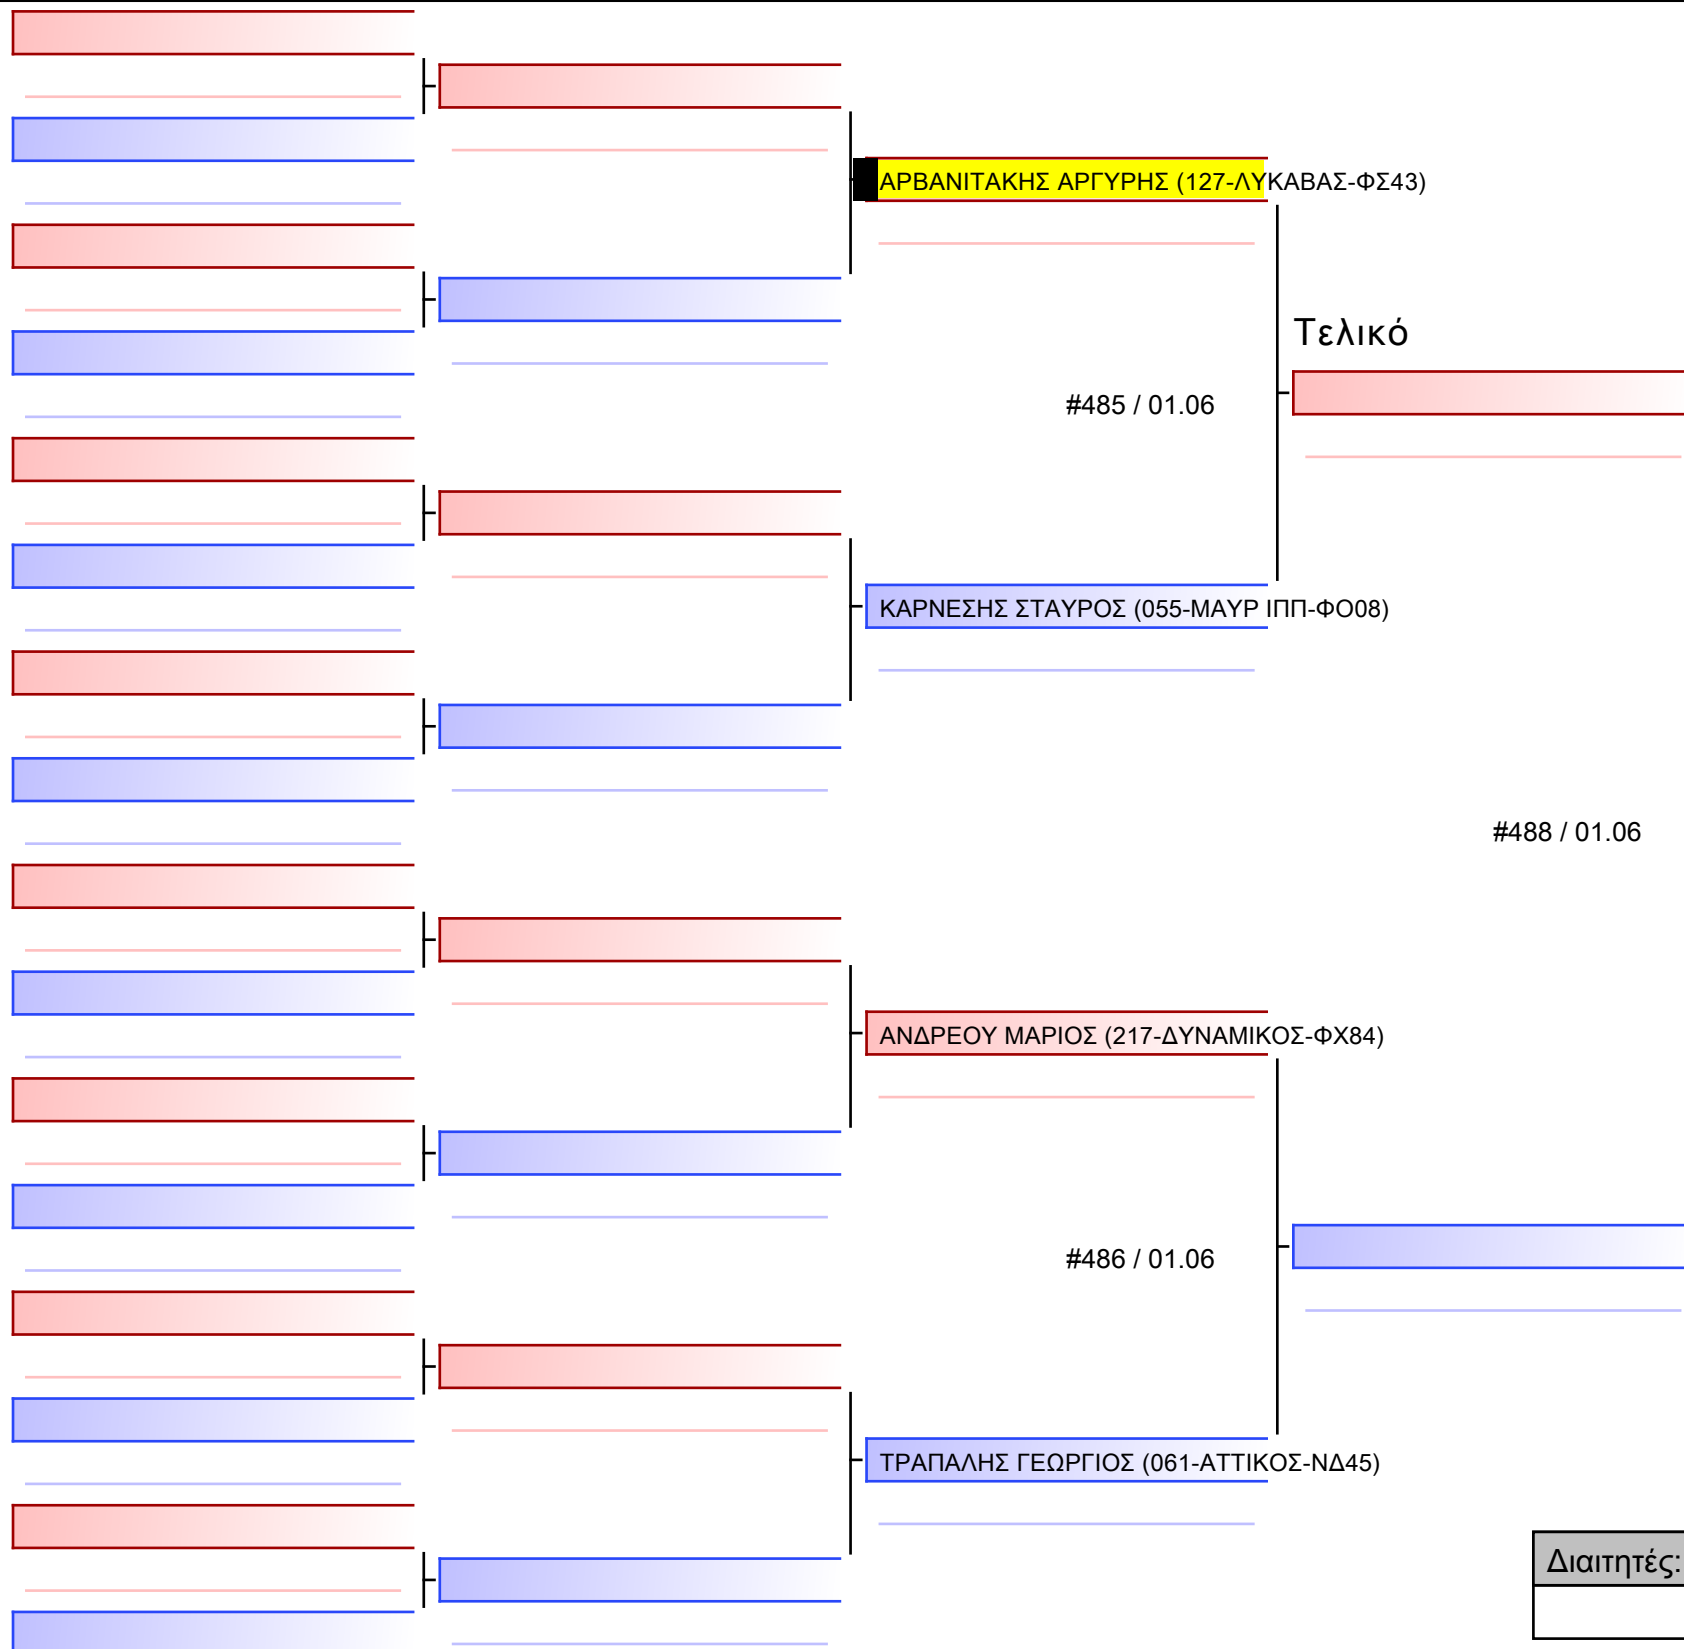 ΑΡΒΑΝΙΤΑΚΗΣ ΑΡΓΥΡΗΣ (127-ΛΥΚΑΒΑΣ-ΦΣ43)
Τελικό
#485 / 01.06
ΚΑΡΝΕΣΗΣ ΣΤΑΥΡΟΣ (055-ΜΑΥΡ ΙΠΠ-ΦΟ08)
#488 / 01.06
ΑΝΔΡΕΟΥ ΜΑΡΙΟΣ (217-ΔΥΝΑΜΙΚΟΣ-ΦΧ84)
#486 / 01.06
ΤΡΑΠΑΛΗΣ ΓΕΩΡΓΙΟΣ (061-ΑΤΤΙΚΟΣ-ΝΔ45)
Διαιτητές: